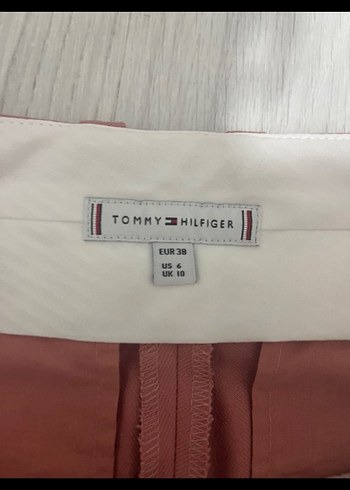 TOMMY HILFIGER
EUR 38
US 6
UK 10